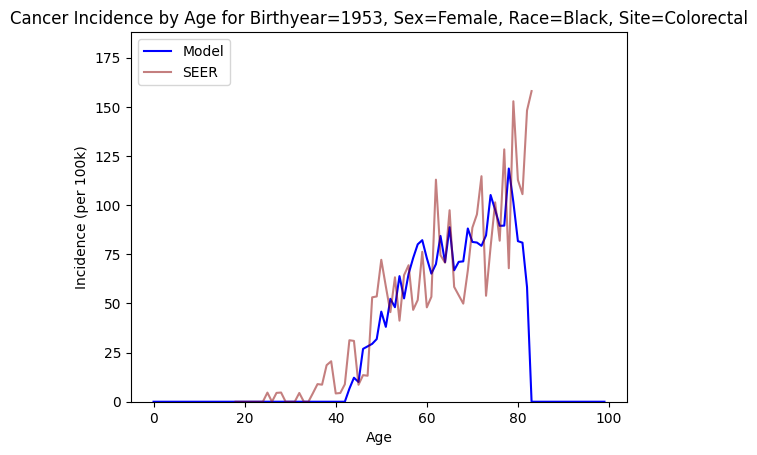 Cancer Incidence by Age for Birthyear=1953, Sex=Female, Race=Black, Site=Colorectal
Model
SEER
175
150
125
100
75
50
25
0
Incidence (per 100k)
0 20 40 60 80 100
Age